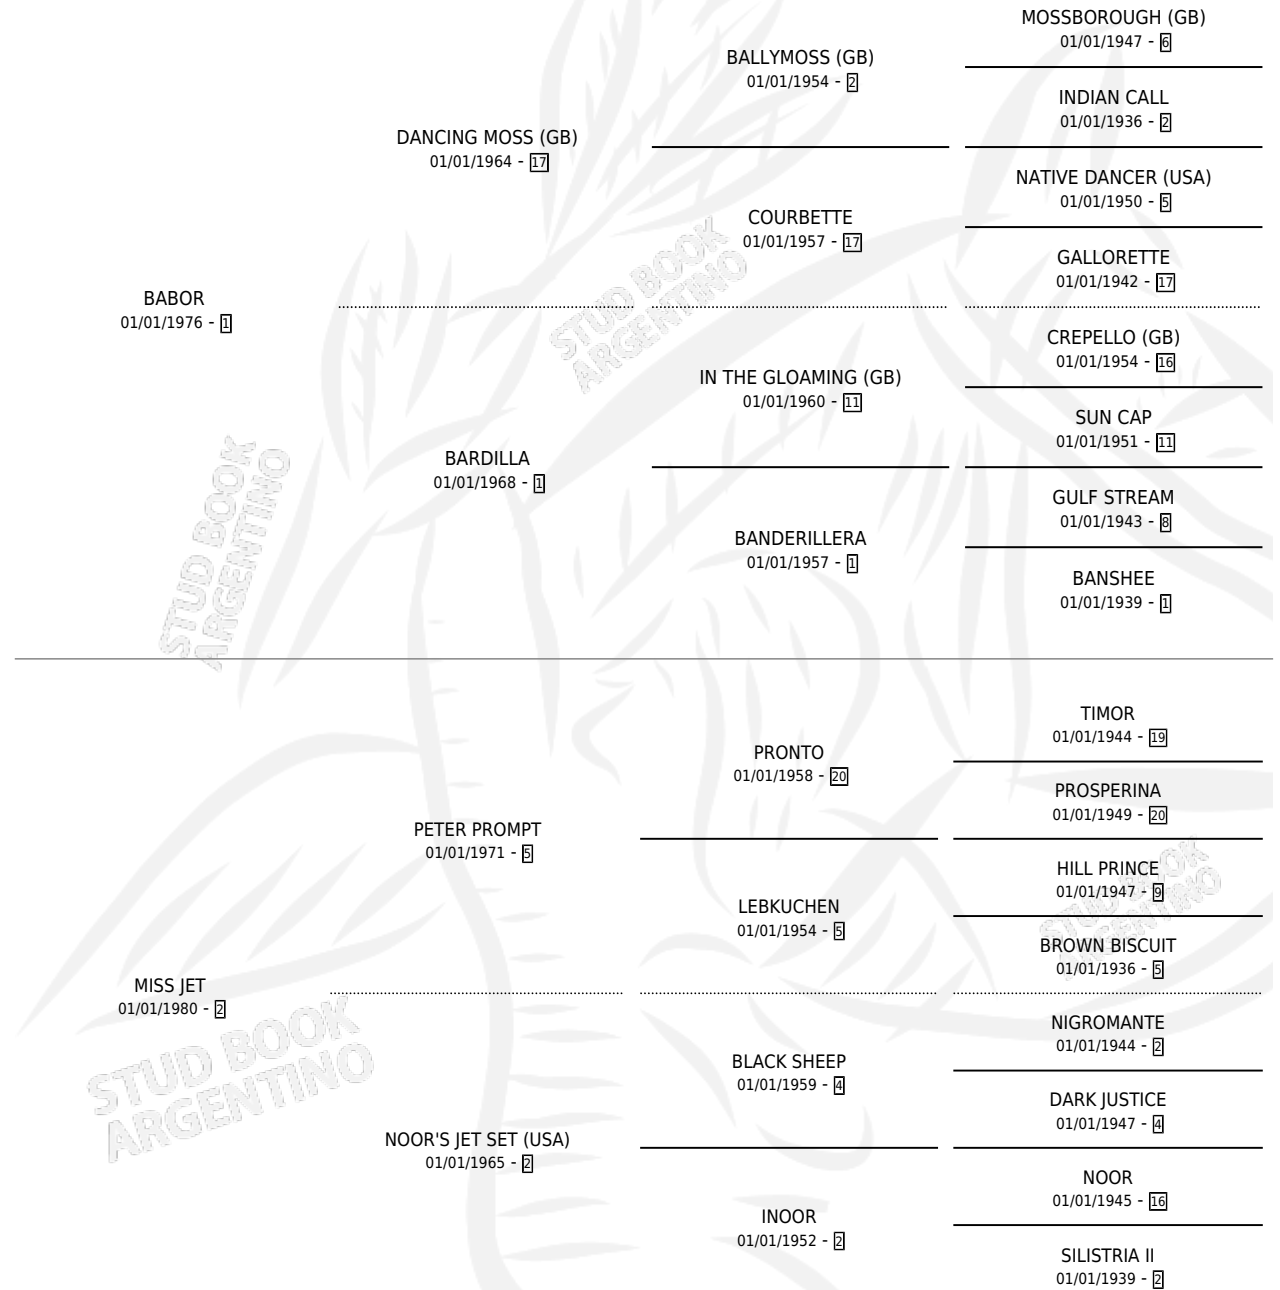 MOSSBOROUGH (GB)
01/01/1947 - 6
BALLYMOSS (GB)
01/01/1954 - 2
INDIAN CALL
01/01/1936 - 2
DANCING MOSS (GB)
01/01/1964 - 17
NATIVE DANCER (USA)
01/01/1950 - 5
COURBETTE
01/01/1957 - 17
GALLORETTE
01/01/1942 - 17
BABOR
01/01/1976 - 1
CREPELLO (GB)
01/01/1954 - 16
IN THE GLOAMING (GB)
01/01/1960 - 11
SUN CAP
01/01/1951 - 11
BARDILLA
01/01/1968 - 1
GULF STREAM
01/01/1943 - 8
BANDERILLERA
01/01/1957 - 1
BANSHEE
01/01/1939 - 1
TIMOR
01/01/1944 - 19
PRONTO
01/01/1958 - 20
PROSPERINA
01/01/1949 - 20
PETER PROMPT
01/01/1971 - 5
HILL PRINCE
01/01/1947 - 9
LEBKUCHEN
01/01/1954 - 5
BROWN BISCUIT
01/01/1936 - 5
MISS JET
01/01/1980 - 2
NIGROMANTE
01/01/1944 - 2
BLACK SHEEP
01/01/1959 - 4
DARK JUSTICE
01/01/1947 - 4
NOOR'S JET SET (USA)
01/01/1965 - 2
NOOR
01/01/1945 - 16
INOOR
01/01/1952 - 2
SILISTRIA II
01/01/1939 - 2
STUD BOOK
ARGENTINO
STUD BOOK
ARGENTINO
STUD BOOK
ARGENTINO
STUD BOOK
ARGENTINO